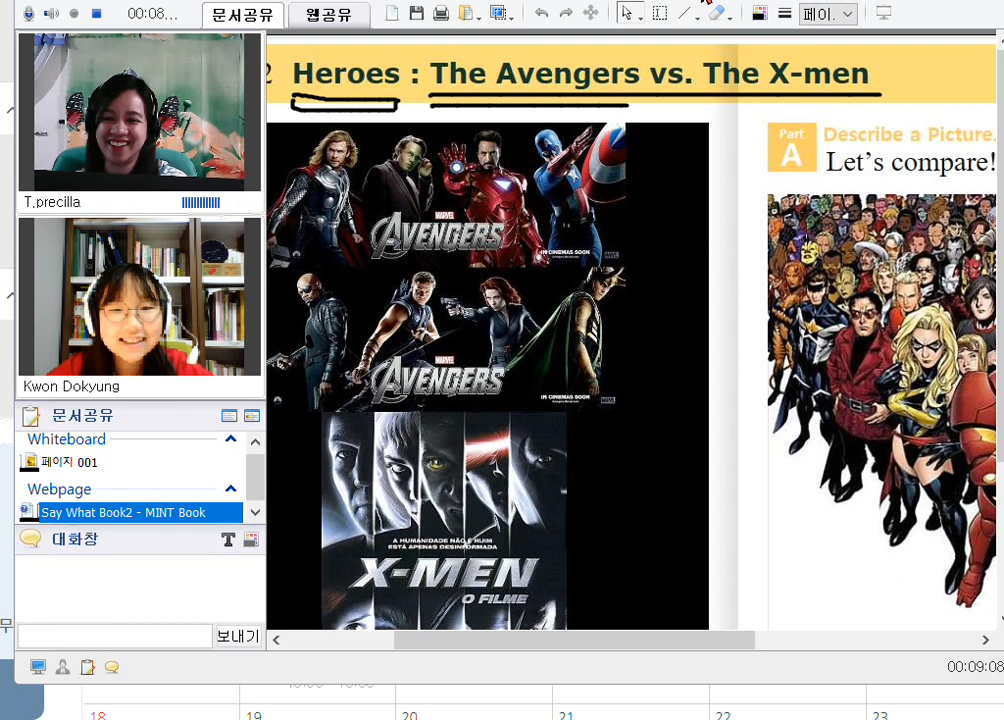 00:08...
문서공유
웹공유
페이.
Heroes : The Avengers vs. The X-men
T,precilla
Kwon Dokyung
MARVEL
AVENGERS
IN CINEMAS SOON
MARVEL
AVENGERS
IN CINEMAS SOON
A HUMANIDADE NÃO É RUIM
ESTÁ APENAS DESINFORMADA
X-MEN
O FILME
Part
A
Describe a Picture.
Let's compare!
문서공유
Whiteboard
페이지 001
Webpage
Say What Book2 - MINT Book
대화창
T
보내기
00:09:08
18
19
20
21
22
23